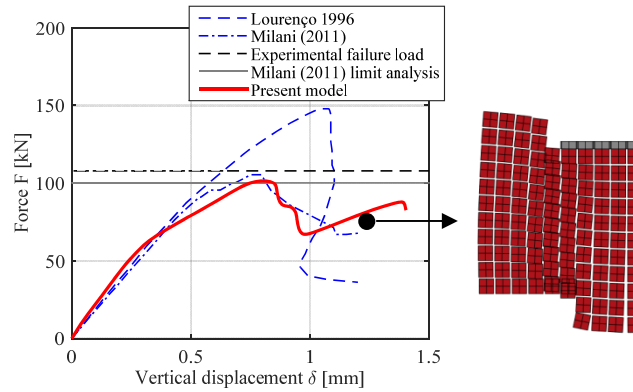 Lourenço 1996
Milani (2011)
Experimental failure load
Milani (2011) limit analysis
Present model
200
150
100
50
0
Force F [kN]
0
0.5
1
1.5
Vertical displacement δ [mm]